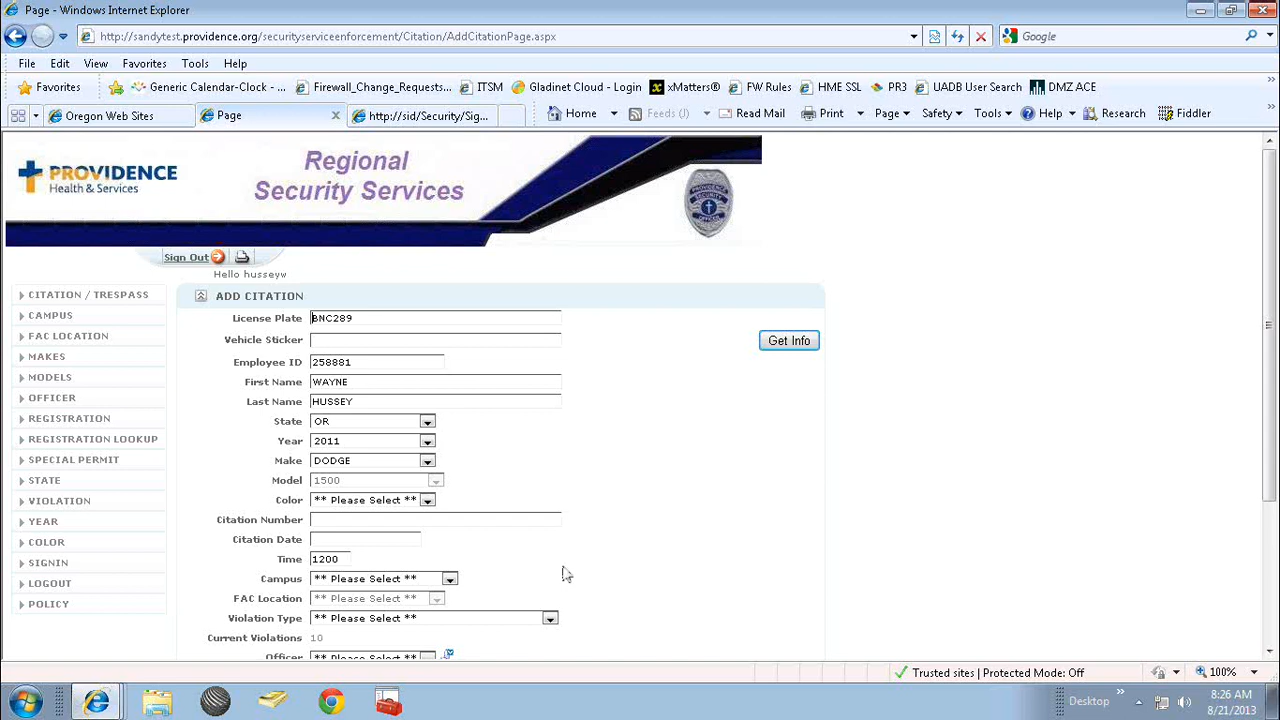 Page - Windows Internet Explorer
http://sandytest.providence.org/securityserviceenforcement/Citation/AddCitationPage.aspx
Google
File Edit View Favorites Tools Help
Favorites Generic Calendar-Clock - ... Firewall_Change_Requests... ITSM Gladinet Cloud - Login xMatters® FW Rules HME SSL PR3 UADB User Search DMZ ACE
Oregon Web Sites Page http://sid/Security/Sig... Home Feeds (J) Read Mail Print Page Safety Tools Help Research Fiddler
PROVIDENCE
Health & Services
Regional
Security Services
PROVIDENCE
SECURITY
OFFICER
Sign Out
Hello husseyw
CITATION / TRESPASS
CAMPUS
FAC LOCATION
MAKES
MODELS
OFFICER
REGISTRATION
REGISTRATION LOOKUP
SPECIAL PERMIT
STATE
VIOLATION
YEAR
COLOR
SIGNIN
LOGOUT
POLICY
ADD CITATION
License Plate BNC289
Vehicle Sticker
Get Info
Employee ID 258881
First Name WAYNE
Last Name HUSSEY
State OR
Year 2011
Make DODGE
Model 1500
Color ** Please Select **
Citation Number
Citation Date
Time 1200
Campus ** Please Select **
FAC Location ** Please Select **
Violation Type ** Please Select **
Current Violations 10
Officer ** Please Select **
Trusted sites | Protected Mode: Off
100%
Desktop
8:26 AM
8/21/2013